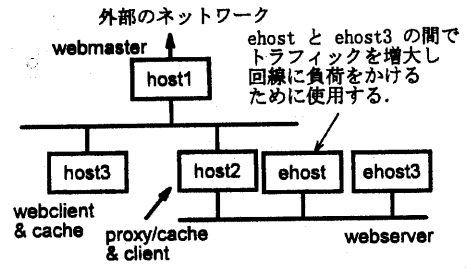 外部のネットワーク
webmaster
ehost と ehost3 の間で
トラフィックを増大し
回線に負荷をかける
ために使用する.
host1
host3
host2
ehost
ehost3
webclient
& cache
proxy/cache
& client
webserver